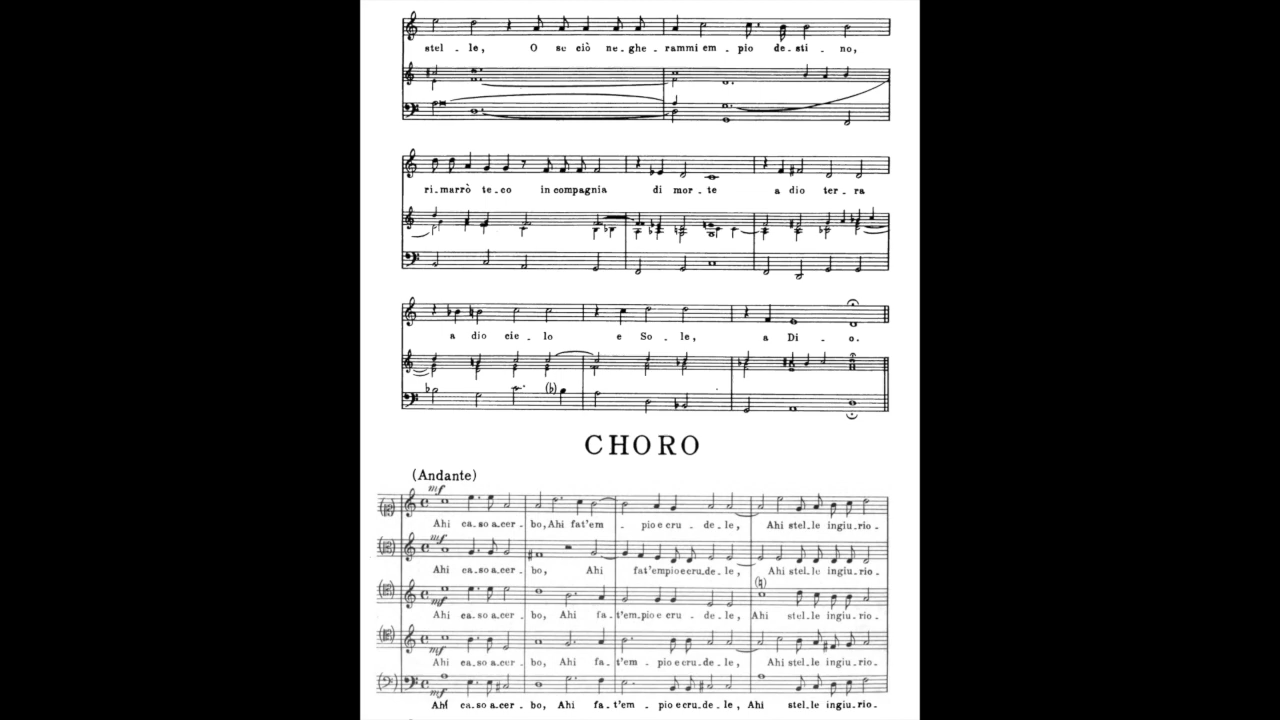 stel - le, O se ciò ne-ghe - rammi em - pio de-sti - no,
ri-marrò te-co in compagnia di mor-te a dio ter-ra
a dio cie-lo e So-le, a Di-o.
CHORO
(Andante)
mf
Ahi ca-so a-cer - bo, Ahi fat'em - pio e cru - de-le, Ahi stel-le ingiu-rio -
mf
Ahi ca-so a-cer - bo, Ahi fat'empio e cru-de-le, Ahi stel-le ingiu-rio -
(♮)
mf
Ahi ca-so a-cer - bo, Ahi fa-t'em-pio e cru - de-le, Ahi stel-le ingiu-rio -
mf
Ahi ca-so a-cer - bo, Ahi fa-t'em - pio e cru-de-le, Ahi stel-le ingiu-rio -
mf
Ahi ca-so a-cer - bo, Ahi fa-t'em - pio e cru-de-le, Ahi stel-le ingiu-rio -